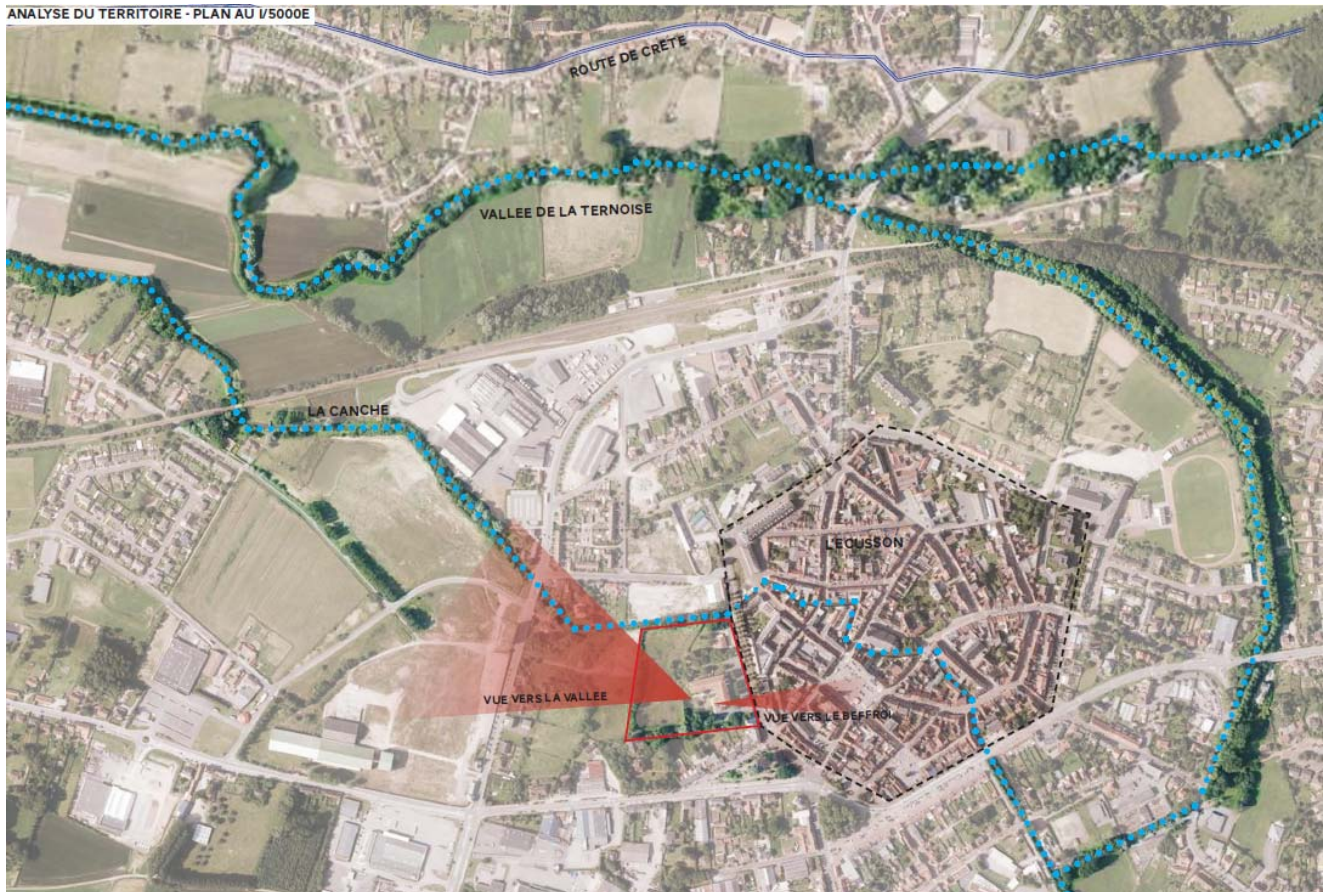 ANALYSE DU TERRITOIRE - PLAN AU 1/5000E
ROUTE DE CRÊTE
VALLEE DE LA TERNOISE
LA CANCHE
L'ECUSSON
VUE VERS LA VALLEE
VUE VERS LE BEFFROI